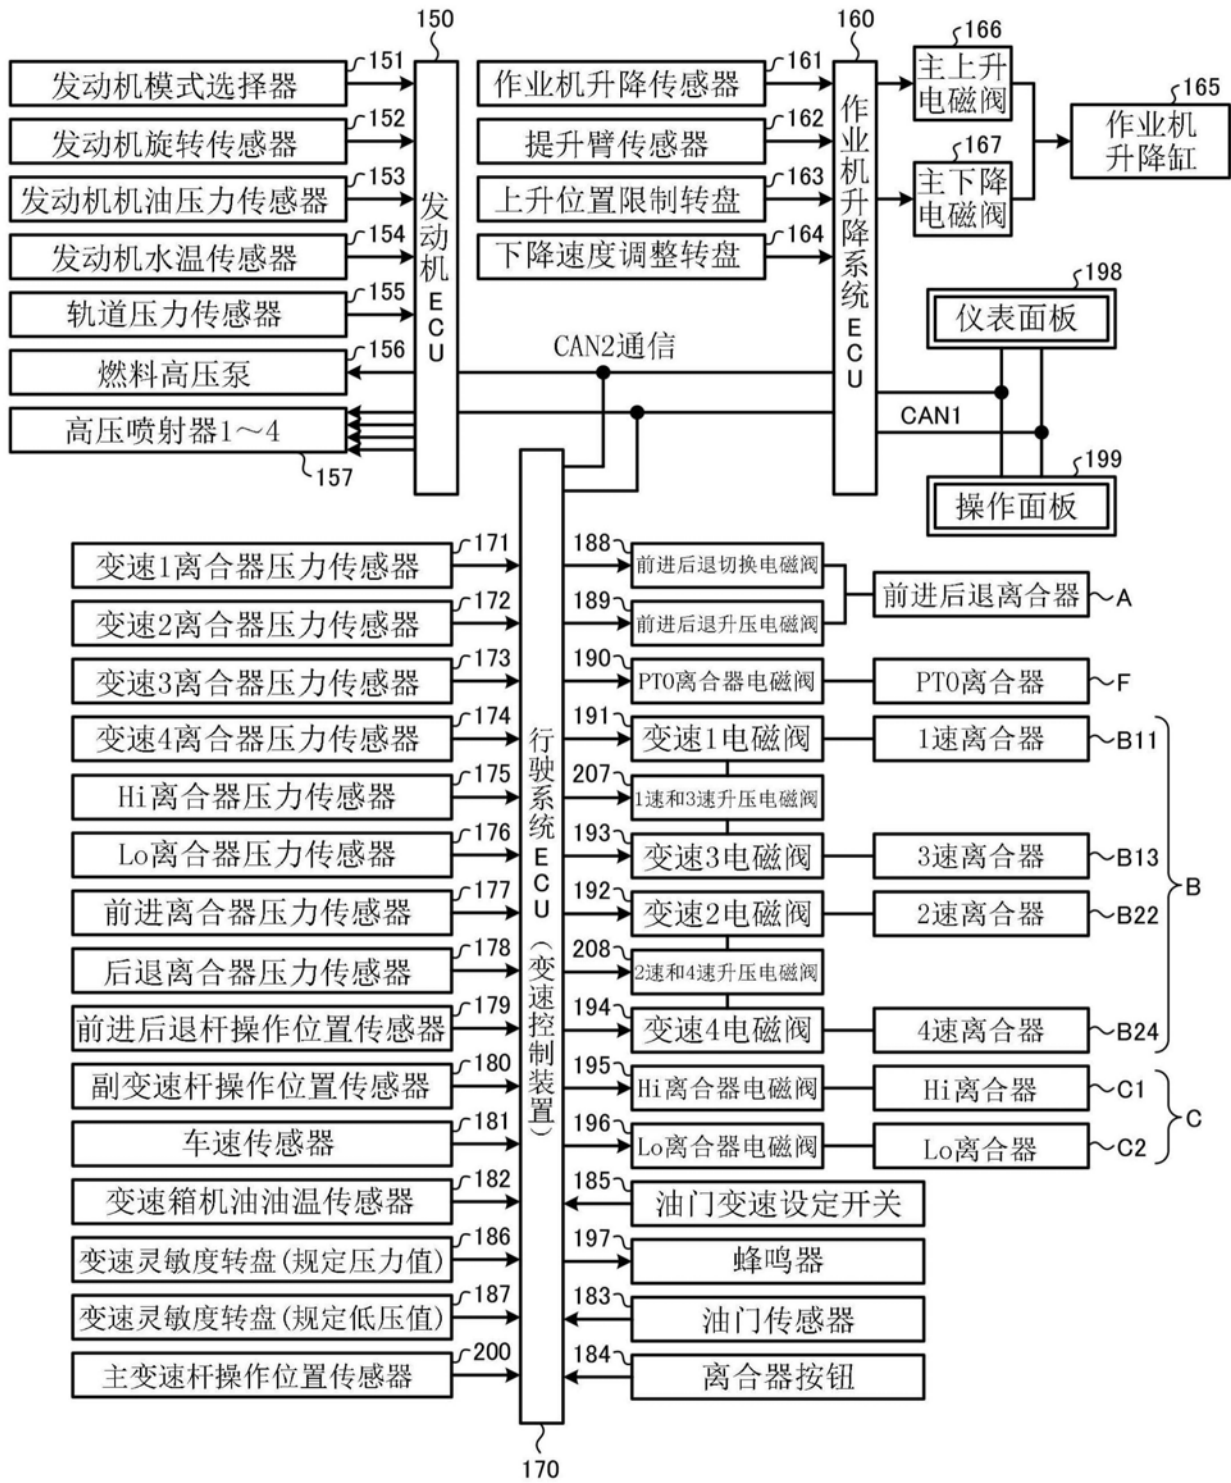 150
发动机模式选择器
151
发动机旋转传感器
152
发动机机油压力传感器
153
发动机水温传感器
154
轨道压力传感器
155
燃料高压泵
156
高压喷射器1～4
157
发动机ECU
CAN2通信
160
作业机升降传感器
161
提升臂传感器
162
上升位置限制转盘
163
下降速度调整转盘
164
作业机升降系统ECU
166
主上升
电磁阀
167
主下降
电磁阀
165
作业机
升降缸
198
仪表面板
CAN1
199
操作面板
变速1离合器压力传感器
171
变速2离合器压力传感器
172
变速3离合器压力传感器
173
变速4离合器压力传感器
174
Hi离合器压力传感器
175
Lo离合器压力传感器
176
前进离合器压力传感器
177
后退离合器压力传感器
178
前进后退杆操作位置传感器
179
副变速杆操作位置传感器
180
车速传感器
181
变速箱机油油温传感器
182
变速灵敏度转盘(规定压力值)
186
变速灵敏度转盘(规定低压值)
187
主变速杆操作位置传感器
200
行驶系统ECU(变速控制装置)
170
188
前进后退切换电磁阀
189
前进后退升压电磁阀
前进后退离合器
A
190
PTO离合器电磁阀
PTO离合器
F
191
变速1电磁阀
1速离合器
B11
207
1速和3速升压电磁阀
193
变速3电磁阀
3速离合器
B13
192
变速2电磁阀
2速离合器
B22
208
2速和4速升压电磁阀
194
变速4电磁阀
4速离合器
B24
B
195
Hi离合器电磁阀
Hi离合器
C1
196
Lo离合器电磁阀
Lo离合器
C2
C
185
油门变速设定开关
197
蜂鸣器
183
油门传感器
184
离合器按钮